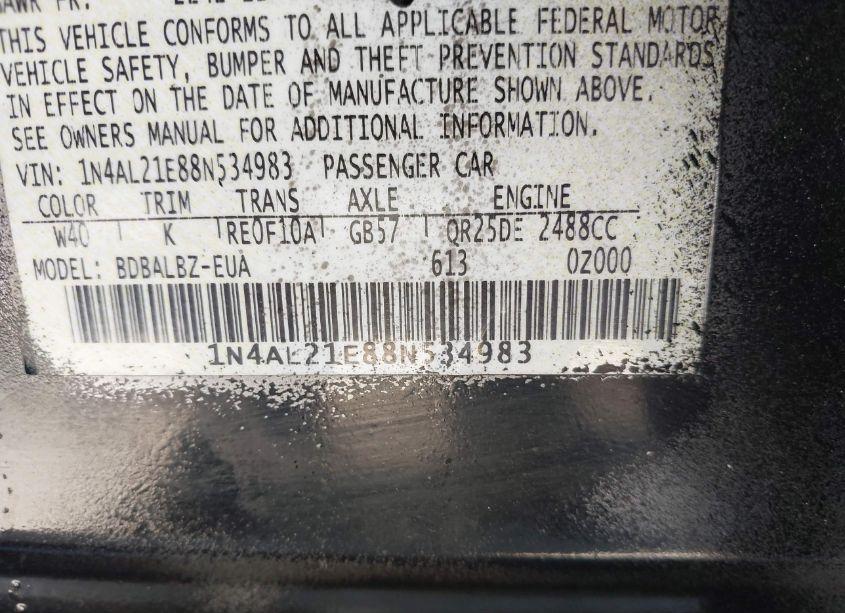 THIS VEHICLE CONFORMS TO ALL APPLICABLE FEDERAL MOTOR
VEHICLE SAFETY, BUMPER AND THEFT PREVENTION STANDARDS
IN EFFECT ON THE DATE OF MANUFACTURE SHOWN ABOVE.
SEE OWNERS MANUAL FOR ADDITIONAL INFORMATION.
VIN: 1N4AL21E88N534983 PASSENGER CAR
COLOR TRIM TRANS AXLE ENGINE
W40 K RE0F10A GB57 QR25DE 2488CC
MODEL: BDBALBZ-EUA 613 0Z000
1N4AL21E88N534983